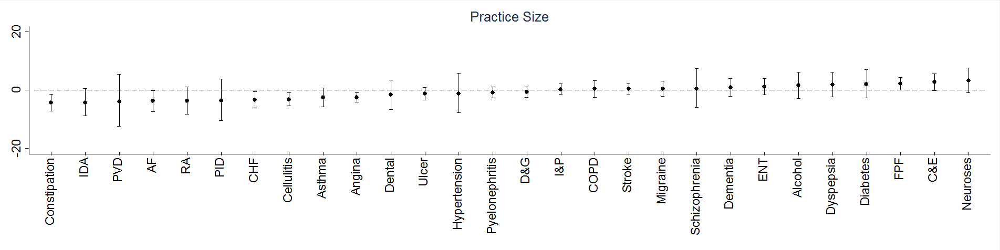 Practice Size
20
0
-20
Constipation
IDA
PVD
AF
RA
PID
CHF
Cellulitis
Asthma
Angina
Dental
Ulcer
Hypertension
Pyelonephritis
D&G
I&P
COPD
Stroke
Migraine
Schizophrenia
Dementia
ENT
Alcohol
Dyspepsia
Diabetes
FPF
C&E
Neuroses